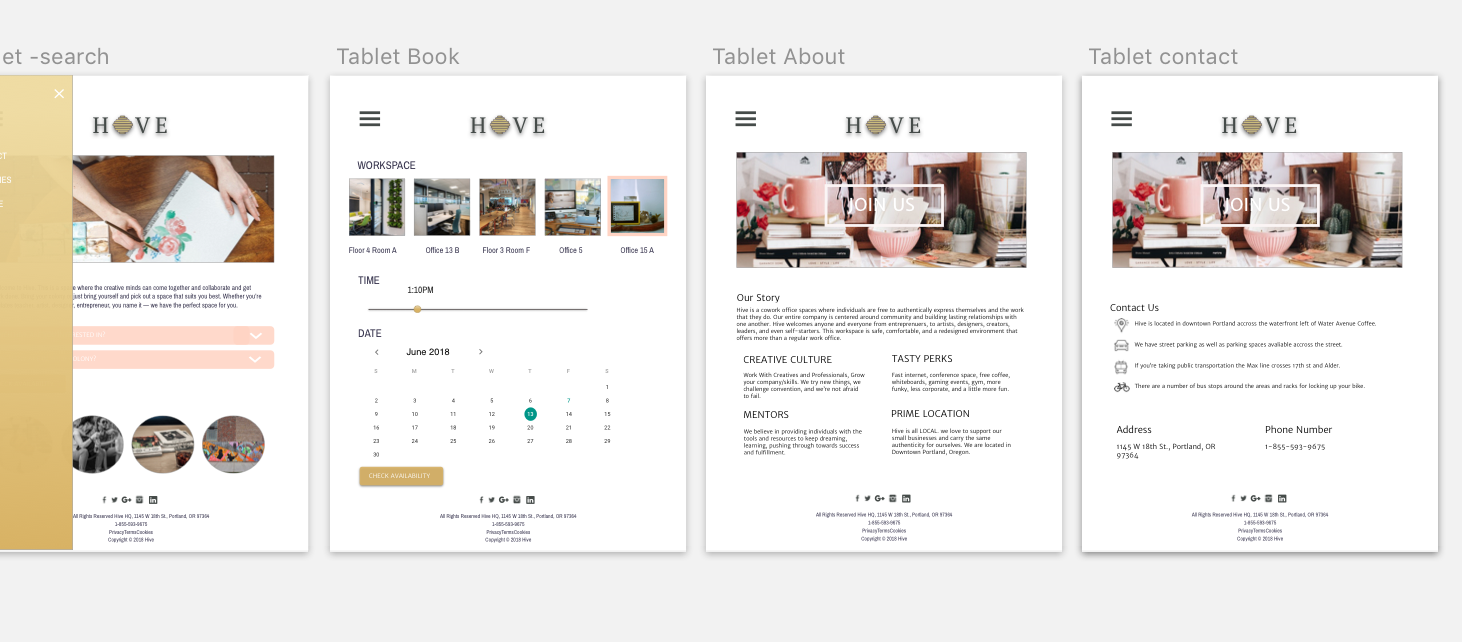 et -search
Tablet Book
Tablet About
Tablet contact
×
CT
IES
E
HOVE
e where the creative minds can come together and collaborate and get
just bring yourself and pick out a space that suits you best. Whether you're
r, entrepreneur, you name it — we have the perfect space for you.
All Rights Reserved Hive HQ, 1145 W 18th St., Portland, OR 97364
1-855-593-9675
PrivacyTermsCookies
Copyright © 2018 Hive
HOVE
WORKSPACE
Floor 4 Room A
Office 13 B
Floor 3 Room F
Office 5
Office 15 A
TIME
1:10PM
DATE
‹ June 2018 ›
S M T W T F S
1
2 3 4 5 6 7 8
9 10 11 12 13 14 15
16 17 18 19 20 21 22
23 24 25 26 27 28 29
30
CHECK AVAILABILITY
All Rights Reserved Hive HQ, 1145 W 18th St., Portland, OR 97364
1-855-593-9675
PrivacyTermsCookies
Copyright © 2018 Hive
HOVE
JOIN US
Our Story
Hive is a cowork office spaces where individuals are free to authentically express themselves and the work
that they do. Our entire company is centered around community and building lasting relationships with
one another. Hive welcomes anyone and everyone from entreprenuers, to artists, designers, creators,
leaders, and even self-starters. This workspace is safe, comfortable, and a redesigned environment that
offers more than a regular work office.
CREATIVE CULTURE
Work With Creatives and Professionals, Grow
your company/skills. We try new things, we
challenge convention, and we're not afraid
to fail.
TASTY PERKS
Fast internet, conference space, free coffee,
whiteboards, gaming events, gym, more
funky, less corporate, and a little more fun.
MENTORS
We believe in providing individuals with the
tools and resources to keep dreaming,
learning, pushing through towards success
and fulfillment.
PRIME LOCATION
Hive is all LOCAL. we love to support our
small businesses and carry the same
authenticity for ourselves. We are located in
Downtown Portland, Oregon.
All Rights Reserved Hive HQ, 1145 W 18th St., Portland, OR 97364
1-855-593-9675
PrivacyTermsCookies
Copyright © 2018 Hive
HOVE
JOIN US
Contact Us
Hive is located in downtown Portland accross the waterfront left of Water Avenue Coffee.
We have street parking as well as parking spaces avaliable accross the street.
If you're taking public transportation the Max line crosses 17th st and Alder.
There are a number of bus stops around the areas and racks for locking up your bike.
Address
1145 W 18th St., Portland, OR
97364
Phone Number
1-855-593-9675
All Rights Reserved Hive HQ, 1145 W 18th St., Portland, OR 97364
1-855-593-9675
PrivacyTermsCookies
Copyright © 2018 Hive